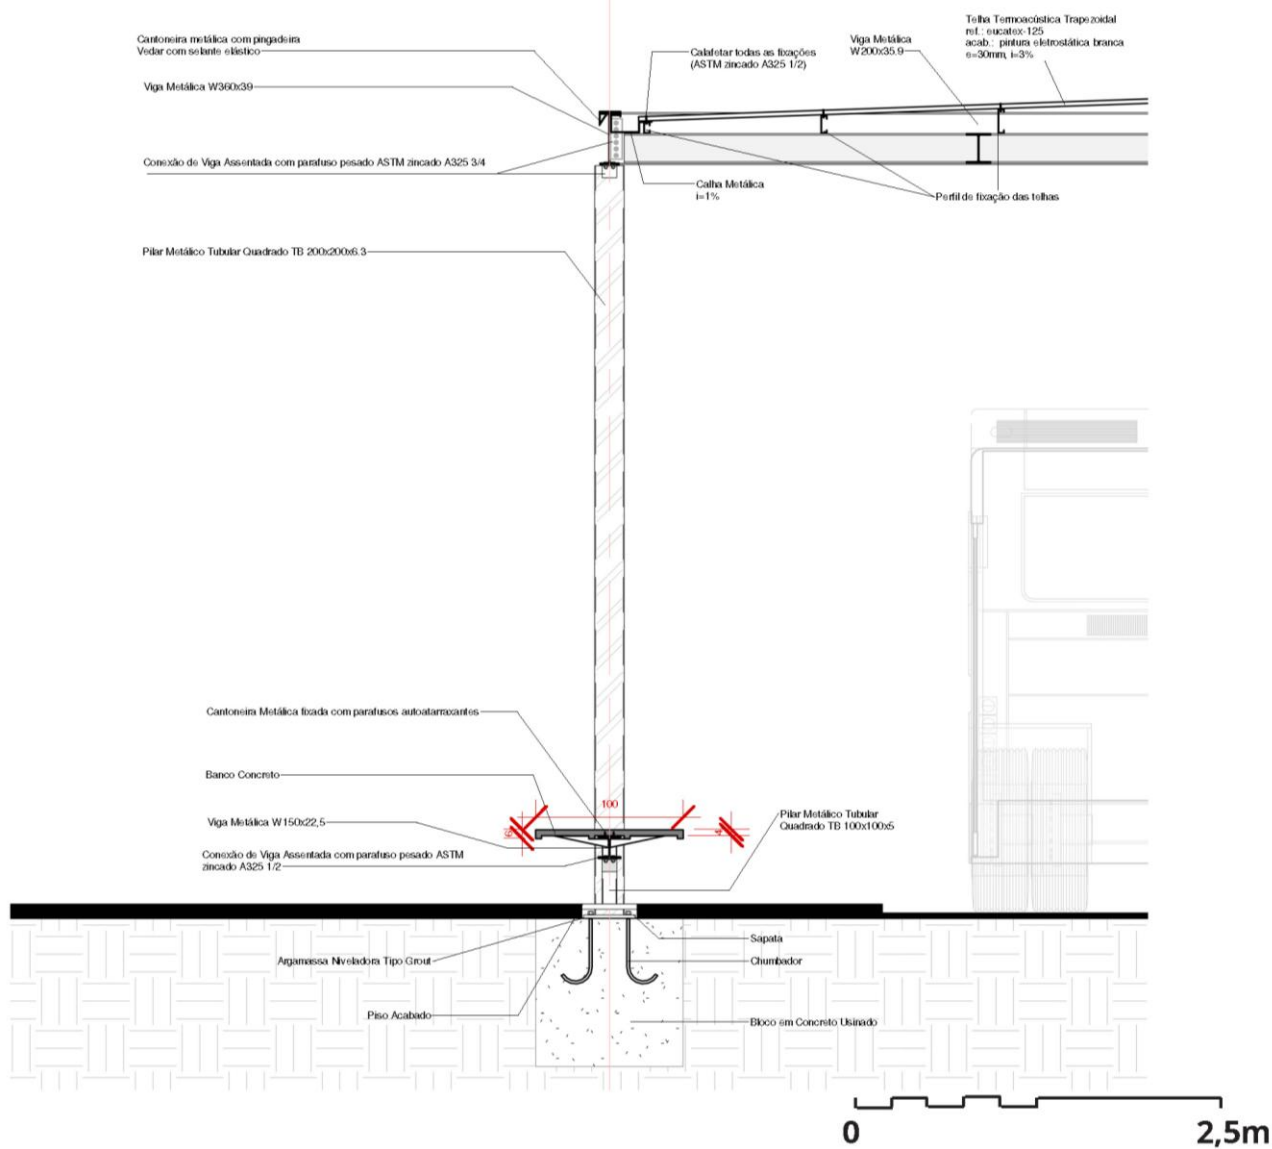 Cantoneira metálica com pingadeira
Vedar com selante elástico
Viga Metálica W360x39
Conexão de Viga Assentada com parafuso pesado ASTM zincado A325 3/4
Pilar Metálico Tubular Quadrado TB 200x200x6.3
Calafetar todas as fixações
(ASTM zincado A325 1/2)
Viga Metálica
W200x35.9
Telha Termoacústica Trapezoidal
ref.: eucatex-125
acab.: pintura eletrostática branca
e=30mm, i=3%
Calha Metálica
i=1%
Perfil de fixação das telhas
Cantoneira Metálica fixada com parafusos autoatarraxantes
Banco Concreto
100
Viga Metálica W150x22,5
Conexão de Viga Assentada com parafuso pesado ASTM
zincado A325 1/2
Pilar Metálico Tubular
Quadrado TB 100x100x5
Argamassa Niveladora Tipo Grout
Piso Acabado
Sapata
Chumbador
Bloco em Concreto Usinado
0
2,5m